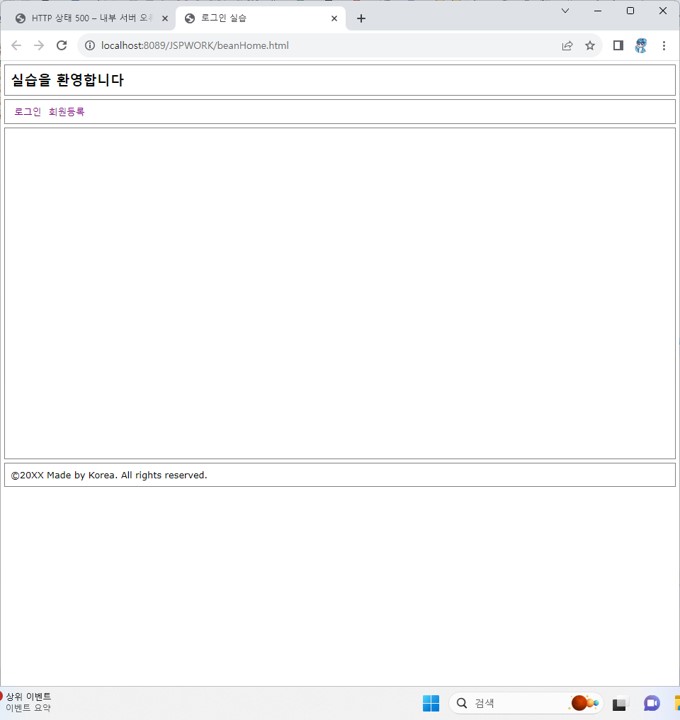 HTTP 상태 500 – 내부 서버 오
로그인 실습
localhost:8089/JSPWORK/beanHome.html
실습을 환영합니다
로그인 회원등록
©20XX Made by Korea. All rights reserved.
상위 이벤트
이벤트 요약
검색